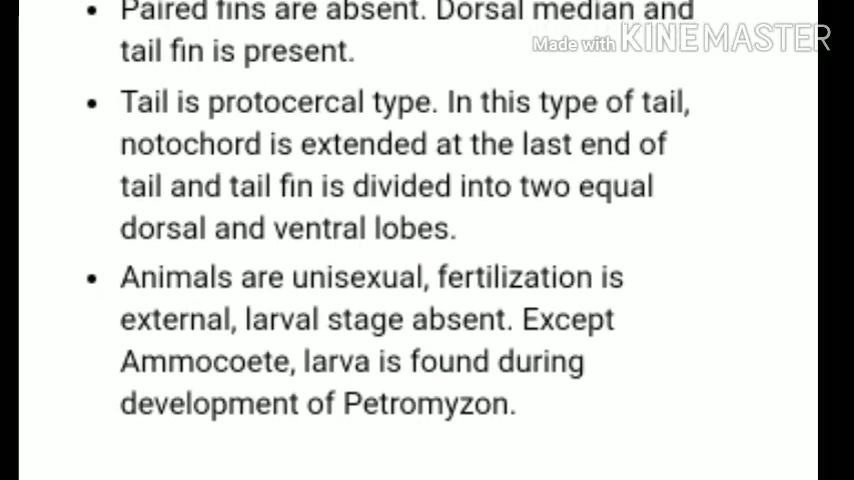 • Paired fins are absent. Dorsal median and
tail fin is present.
Made with KINEMASTER
• Tail is protocercal type. In this type of tail,
notochord is extended at the last end of
tail and tail fin is divided into two equal
dorsal and ventral lobes.
• Animals are unisexual, fertilization is
external, larval stage absent. Except
Ammocoete, larva is found during
development of Petromyzon.